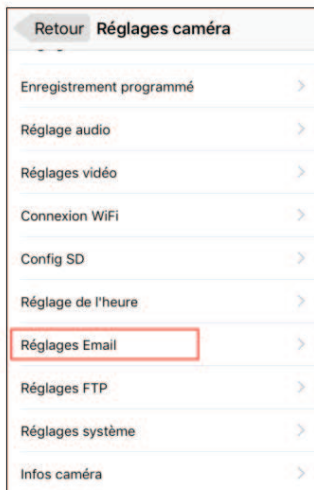 Retour Réglages caméra
Enregistrement programmé
Réglage audio
Réglages vidéo
Connexion WiFi
Config SD
Réglage de l'heure
Réglages Email
Réglages FTP
Réglages système
Infos caméra